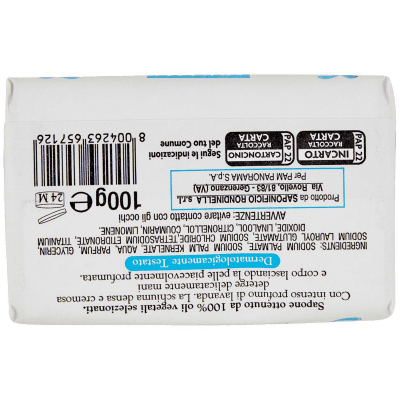 Sapone ottenuto da 100% di oli vegetali selezionati.
Con intenso profumo di lavanda. La schiuma densa e cremosa
deterge delicatamente mani
e corpo lasciando la pelle piacevolmente profumata.
Dermatologicamente Testato
INGREDIENTS: SODIUM PALMATE, SODIUM PALM KERNELATE, AQUA, PARFUM, GLYCERIN,
SODIUM LAUROYL GLUTAMATE, SODIUM CHLORIDE, TETRASODIUM ETIDRONATE, TITANIUM
DIOXIDE, LINALOOL, CITRONELLOL, COUMARIN, LIMONENE.
AVVERTENZE: evitare contatto con gli occhi
Prodotto da SAPONIFICIO RONDINELLA s.r.l.
Via Rovello, 81/83 - Gerenzano (VA)
Per PAM PANORAMA S.p.A.
100g e
24 M
INCARTO
RACCOLTA
CARTA
PAP 22
CARTONCINO
RACCOLTA
CARTA
PAP 22
Segui le indicazioni
del tuo Comune
8 004263 657126